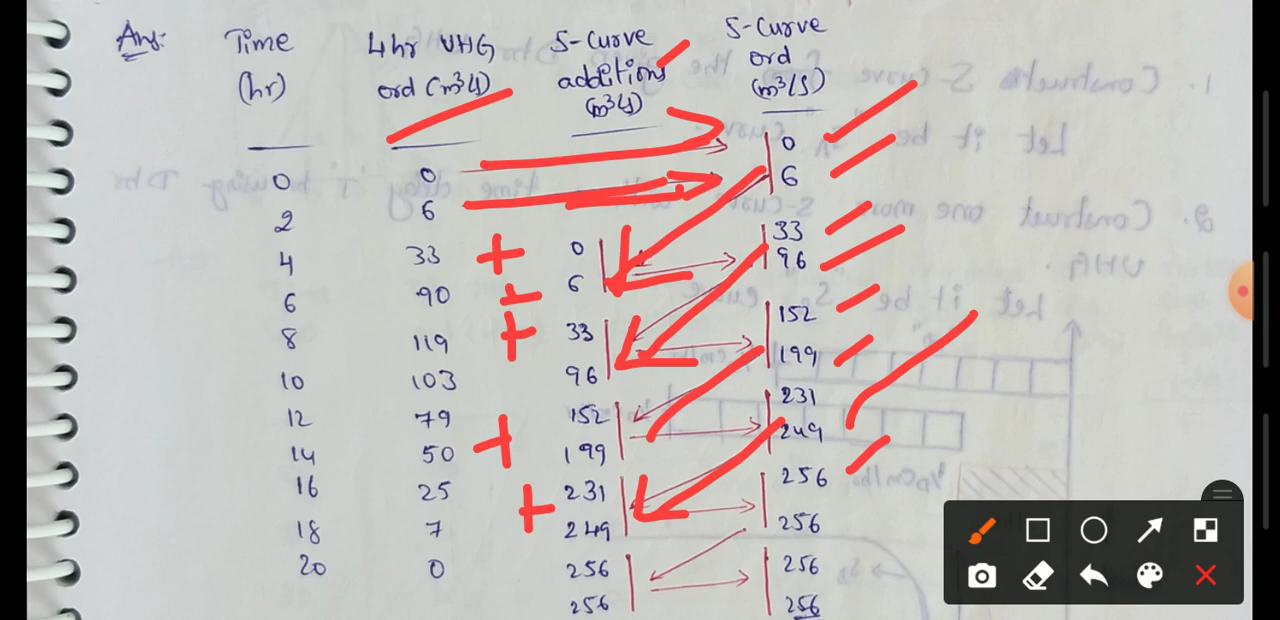 Ans: Time (hr) 4hr UHG ord (m³/s) S-Curve additions (m³/s) S-Curve ord (m³/s)
0 0 0
2 6 6
4 33 + 0 33
6 90 + 6 96
8 119 + 33 152
10 103 96 199
12 79 152 231
14 50 + 199 249
16 25 + 231 256
18 7 249 256
20 0 256 256
256 256